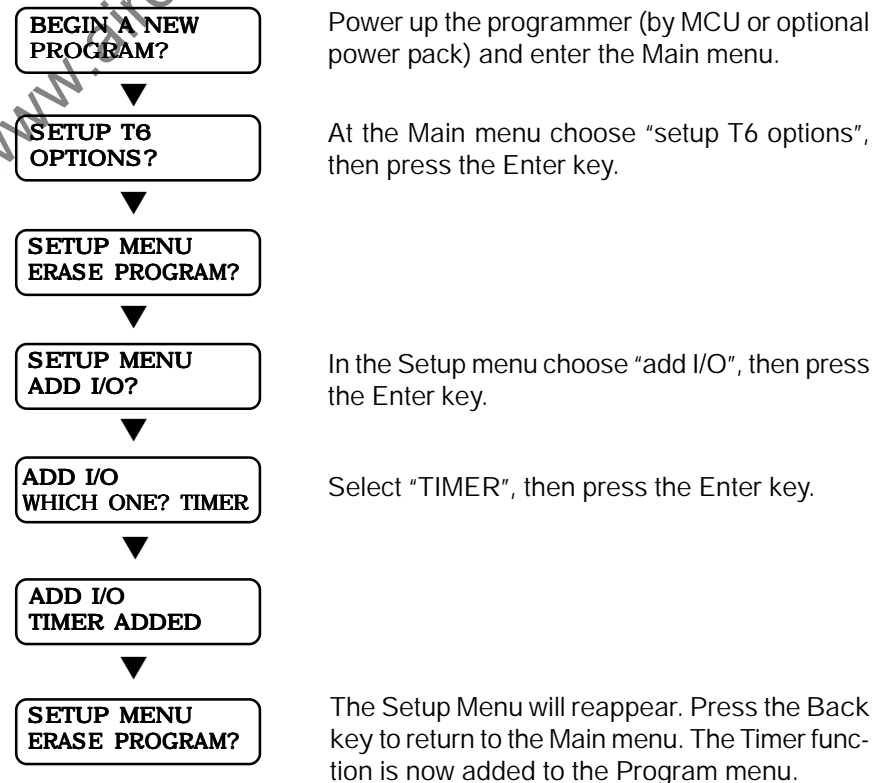 BEGIN A NEW
PROGRAM?
Power up the programmer (by MCU or optional
power pack) and enter the Main menu.
SETUP T6
OPTIONS?
At the Main menu choose “setup T6 options”,
then press the Enter key.
SETUP MENU
ERASE PROGRAM?
SETUP MENU
ADD I/O?
In the Setup menu choose “add I/O”, then press
the Enter key.
ADD I/O
WHICH ONE? TIMER
Select “TIMER”, then press the Enter key.
ADD I/O
TIMER ADDED
SETUP MENU
ERASE PROGRAM?
The Setup Menu will reappear. Press the Back
key to return to the Main menu. The Timer func-
tion is now added to the Program menu.